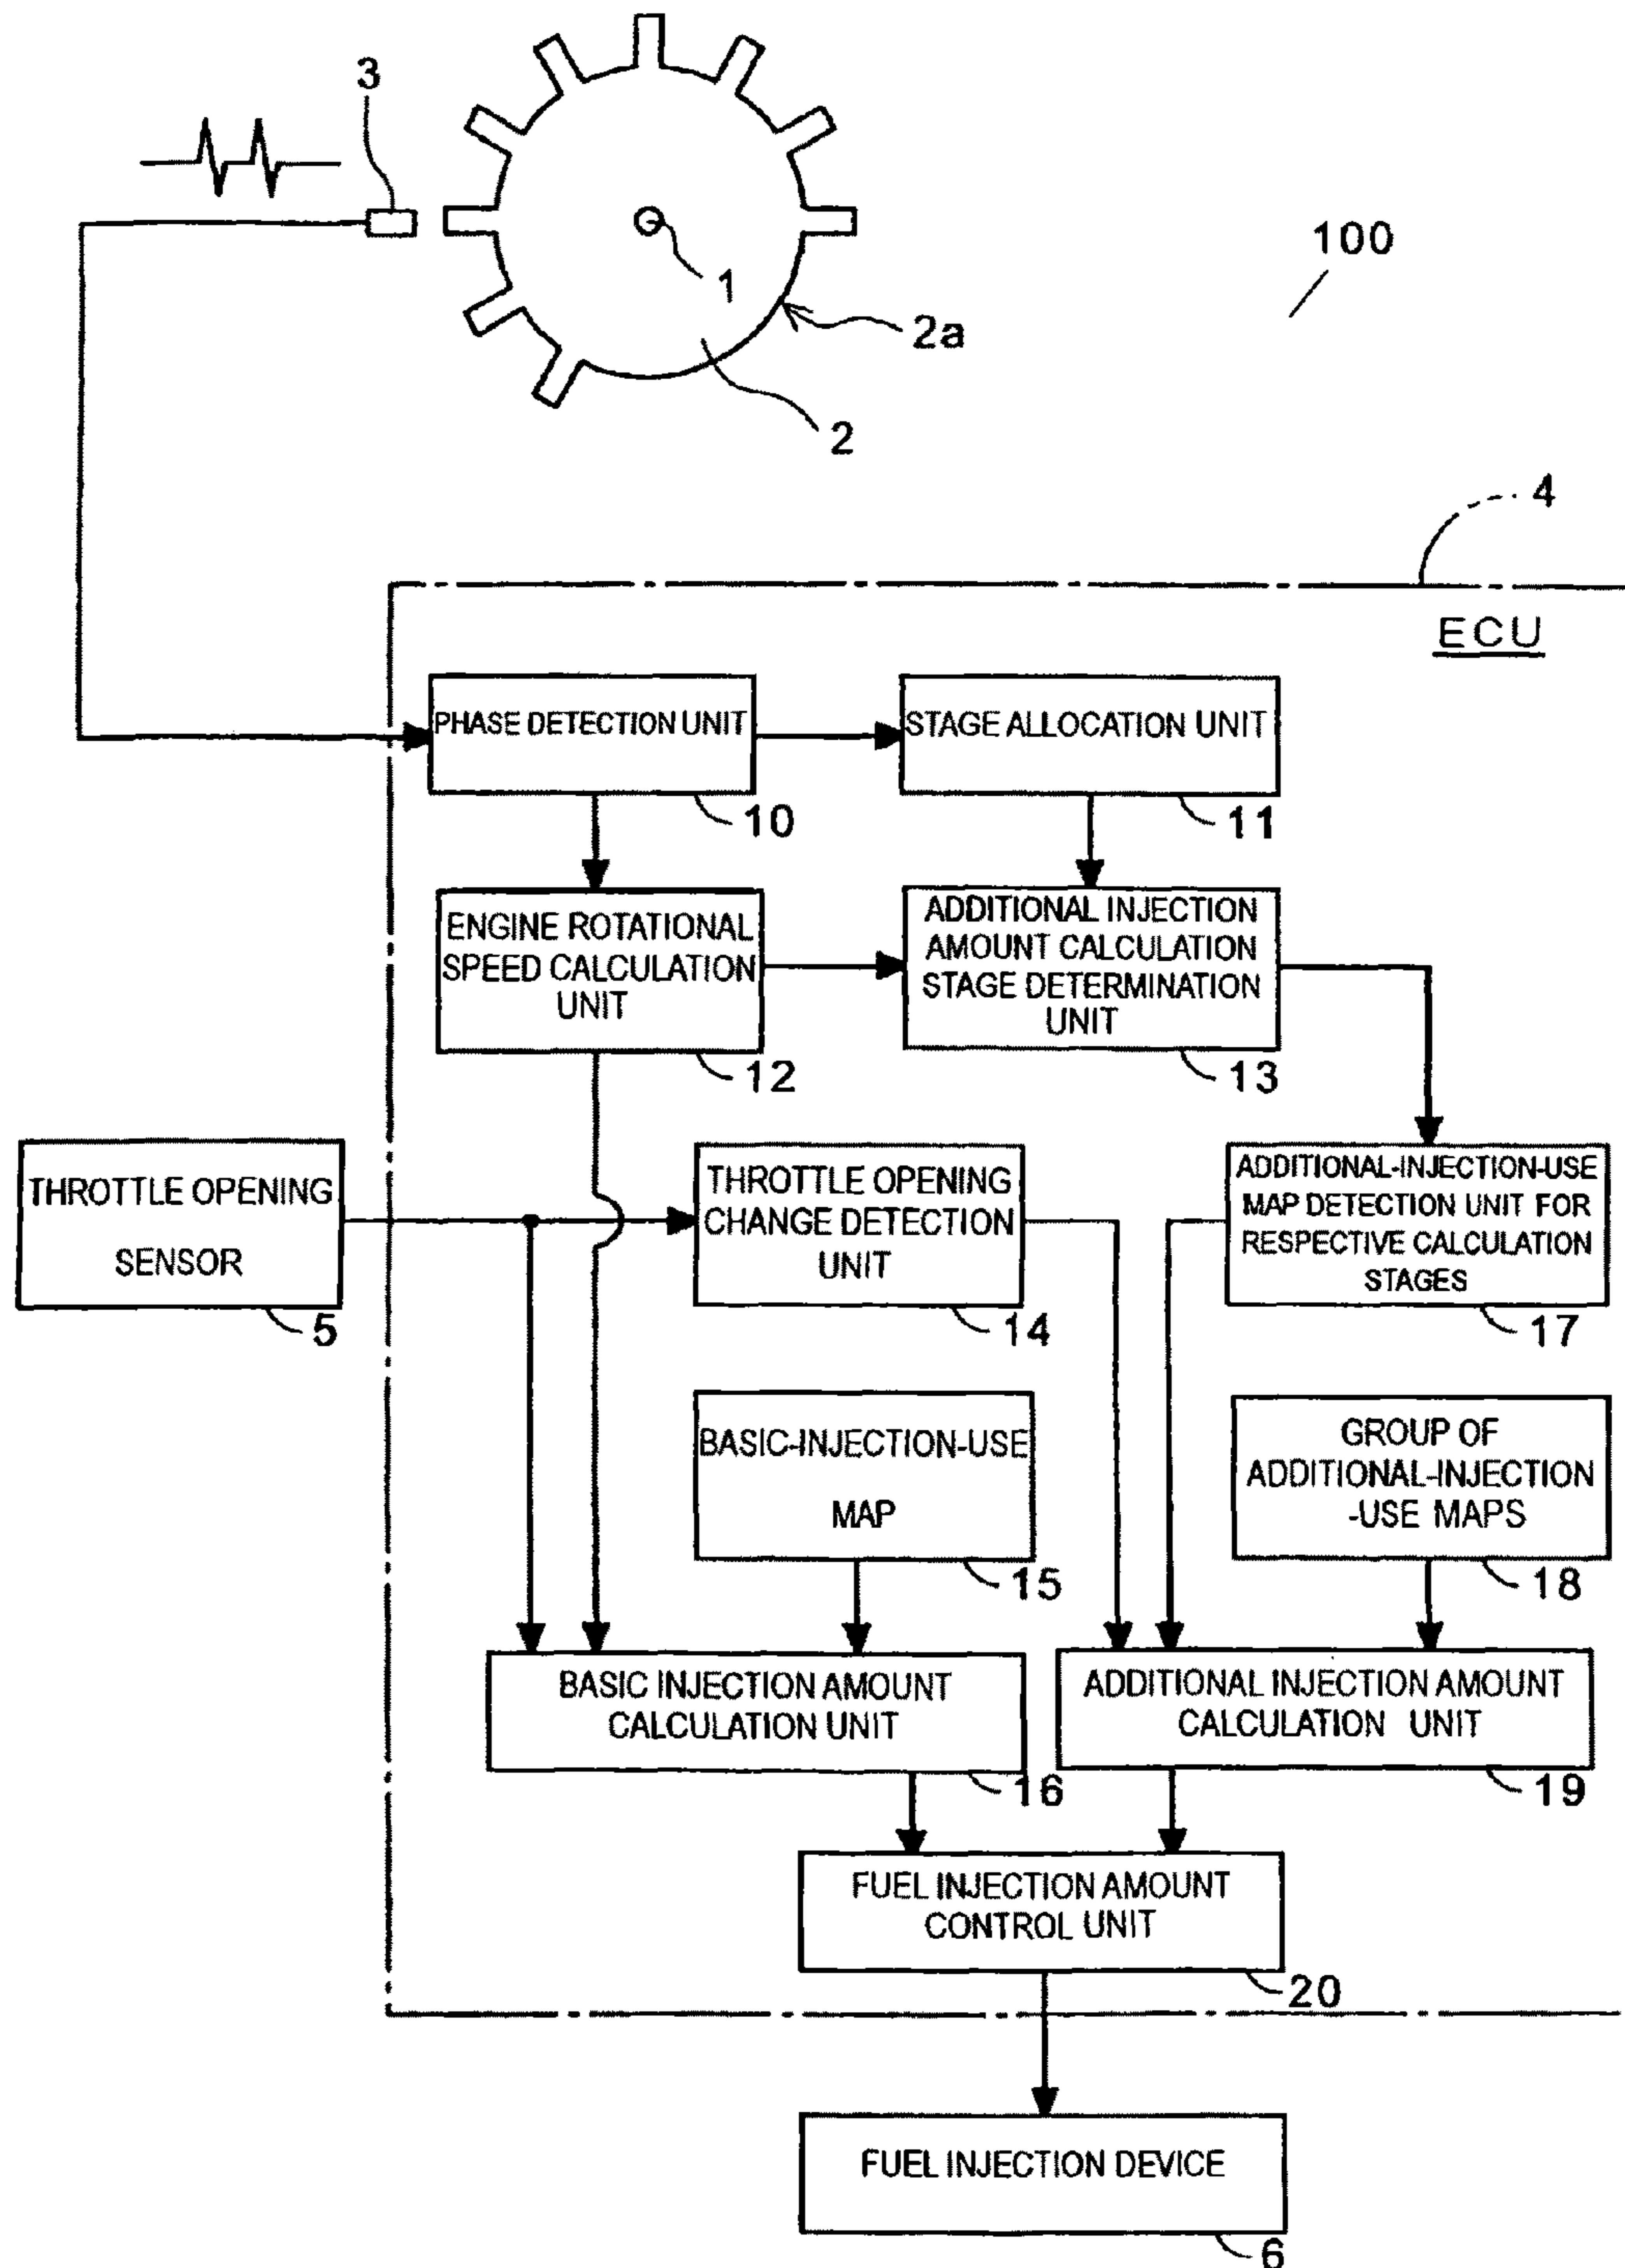 3
100
1
2a
2
4
ECU
PHASE DETECTION UNIT
STAGE ALLOCATION UNIT
10
11
ENGINE ROTATIONAL
SPEED CALCULATION
UNIT
ADDITIONAL INJECTION
AMOUNT CALCULATION
STAGE DETERMINATION
UNIT
12
13
THROTTLE OPENING
SENSOR
THROTTLE OPENING
CHANGE DETECTION
UNIT
ADDITIONAL-INJECTION-USE
MAP DETECTION UNIT FOR
RESPECTIVE CALCULATION
STAGES
5
14
17
BASIC-INJECTION-USE
MAP
GROUP OF
ADDITIONAL-INJECTION
-USE MAPS
15
18
BASIC INJECTION AMOUNT
CALCULATION UNIT
ADDITIONAL INJECTION AMOUNT
CALCULATION UNIT
16
19
FUEL INJECTION AMOUNT
CONTROL UNIT
20
FUEL INJECTION DEVICE
6